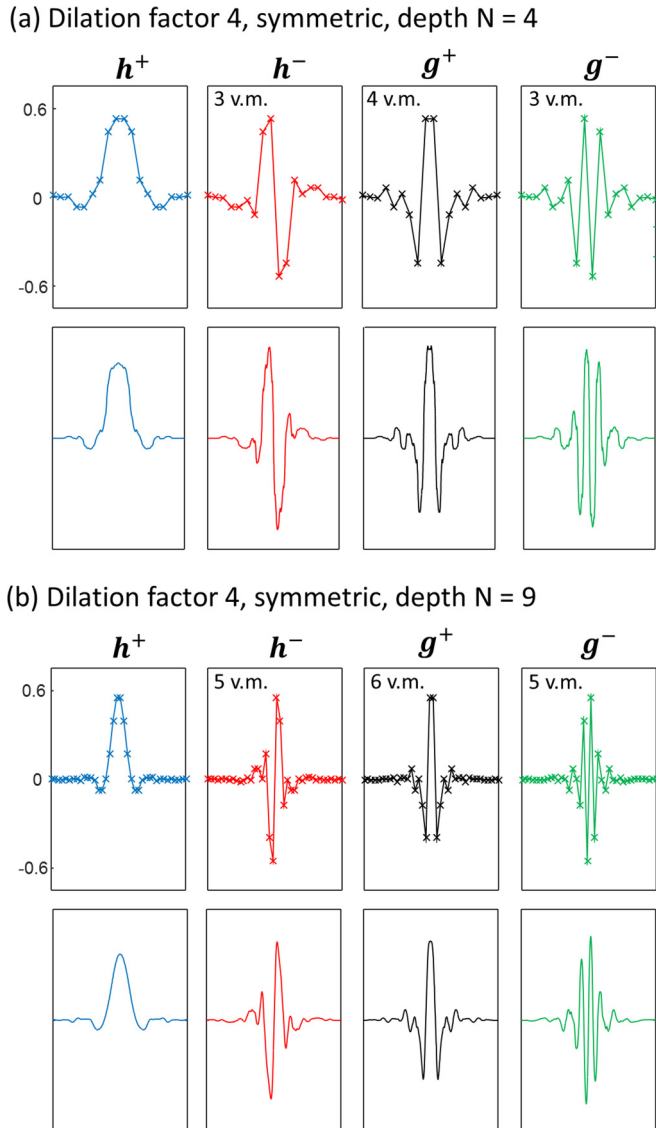 (a) Dilation factor 4, symmetric, depth N = 4
h⁺ h⁻ g⁺ g⁻
3 v.m. 4 v.m. 3 v.m.
0.6
0
-0.6
(b) Dilation factor 4, symmetric, depth N = 9
h⁺ h⁻ g⁺ g⁻
5 v.m. 6 v.m. 5 v.m.
0.6
0
-0.6